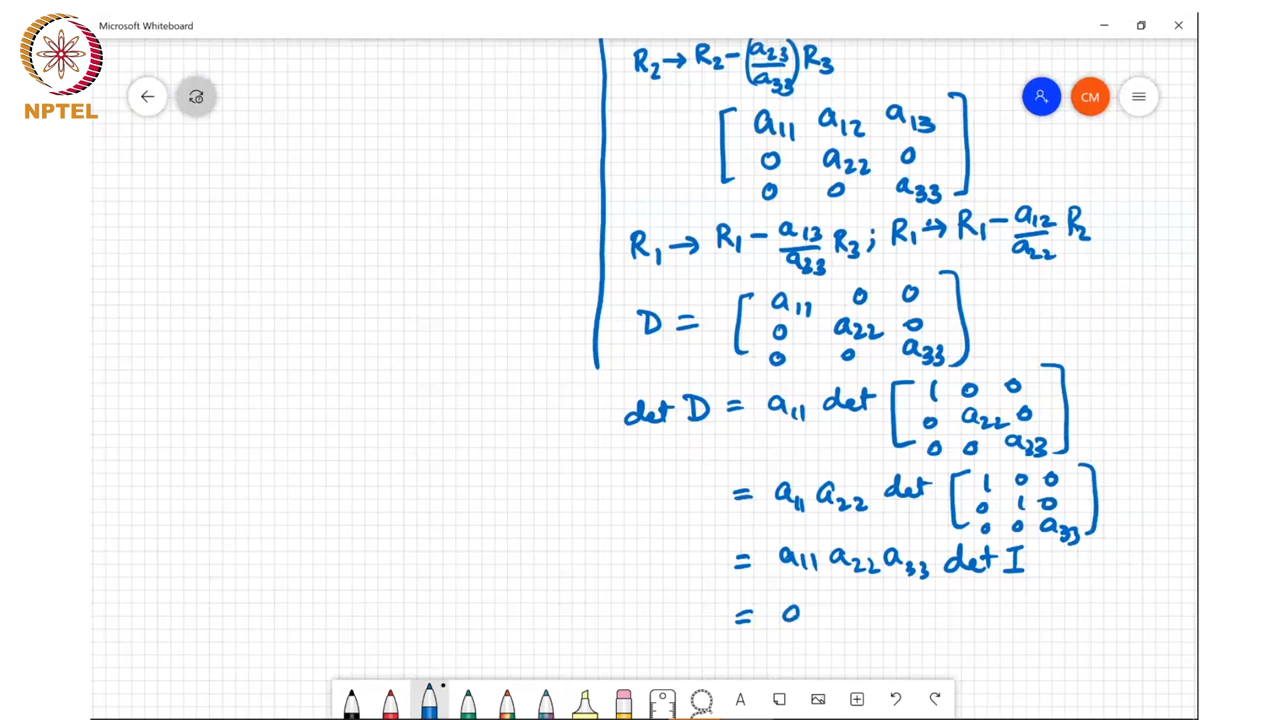 Microsoft Whiteboard
NPTEL
CM
R₂ → R₂ - (a₂₃/a₃₃) R₃
[ a₁₁ a₁₂ a₁₃
0 a₂₂ 0
0 0 a₃₃ ]
R₁ → R₁ - a₁₃/a₃₃ R₃ ; R₁ → R₁ - a₁₂/a₂₂ R₂
D = [ a₁₁ 0 0
0 a₂₂ 0
0 0 a₃₃ ]
det D = a₁₁ det [ 1 0 0
0 a₂₂ 0
0 0 a₃₃ ]
= a₁₁ a₂₂ det [ 1 0 0
0 1 0
0 0 a₃₃ ]
= a₁₁ a₂₂ a₃₃ det I
= 0
A